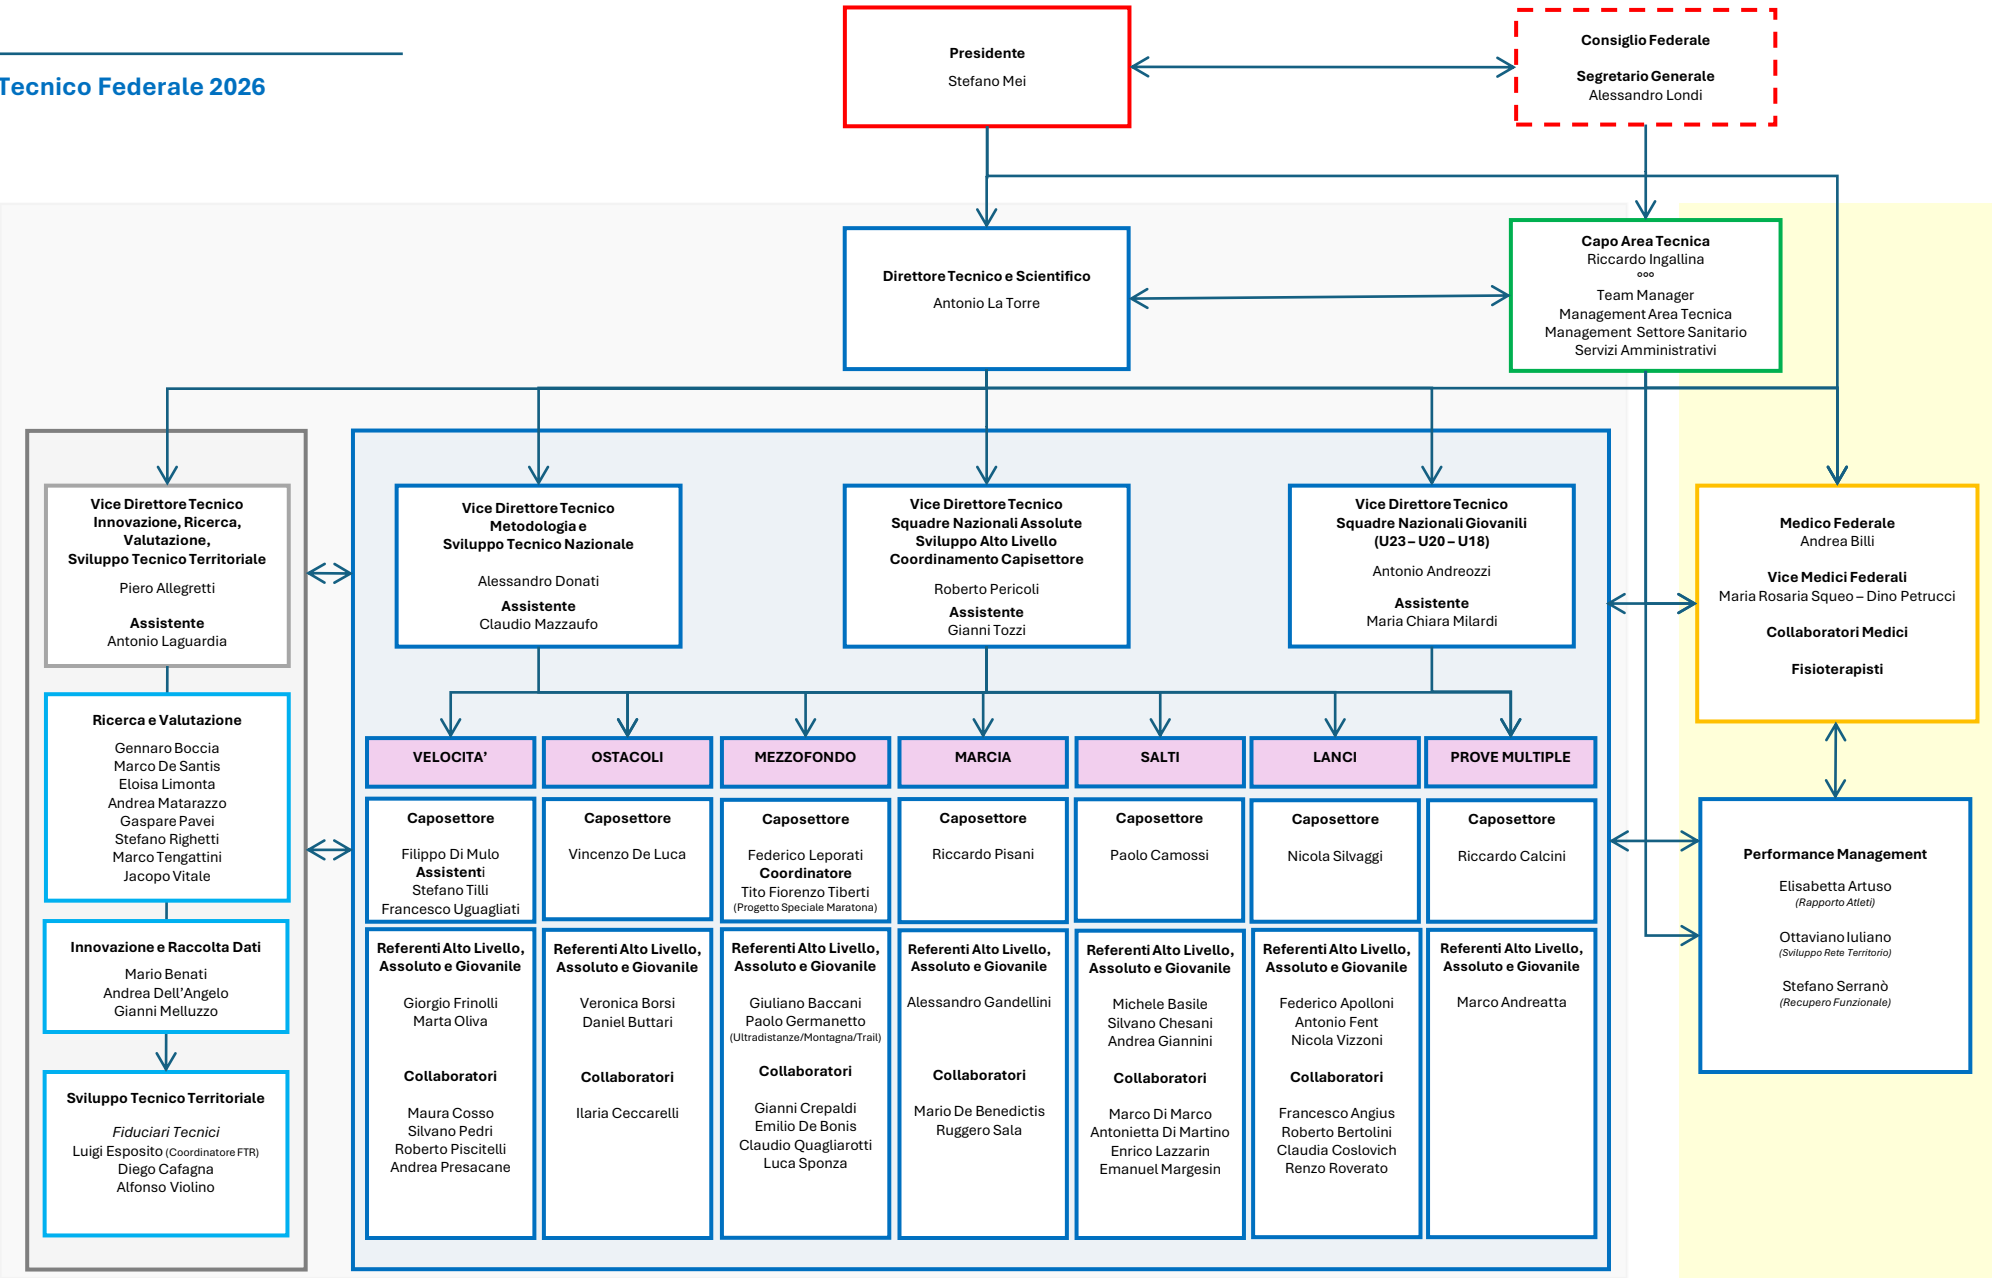 Tecnico Federale 2026
Presidente
Stefano Mei
Consiglio Federale
Segretario Generale
Alessandro Londi
Direttore Tecnico e Scientifico
Antonio La Torre
Capo Area Tecnica
Riccardo Ingallina
°°°
Team Manager
Management Area Tecnica
Management Settore Sanitario
Servizi Amministrativi
Vice Direttore Tecnico
Innovazione, Ricerca,
Valutazione,
Sviluppo Tecnico Territoriale
Piero Allegretti
Assistente
Antonio Laguardia
Vice Direttore Tecnico
Metodologia e
Sviluppo Tecnico Nazionale
Alessandro Donati
Assistente
Claudio Mazzaufo
Vice Direttore Tecnico
Squadre Nazionali Assolute
Sviluppo Alto Livello
Coordinamento Capisettore
Roberto Pericoli
Assistente
Gianni Tozzi
Vice Direttore Tecnico
Squadre Nazionali Giovanili
(U23 – U20 – U18)
Antonio Andreozzi
Assistente
Maria Chiara Milardi
Medico Federale
Andrea Billi
Vice Medici Federali
Maria Rosaria Squeo – Dino Petrucci
Collaboratori Medici
Fisioterapisti
Ricerca e Valutazione
Gennaro Boccia
Marco De Santis
Eloisa Limonta
Andrea Matarazzo
Gaspare Pavei
Stefano Righetti
Marco Tengattini
Jacopo Vitale
Innovazione e Raccolta Dati
Mario Benati
Andrea Dell'Angelo
Gianni Melluzzo
Sviluppo Tecnico Territoriale
Fiduciari Tecnici
Luigi Esposito (Coordinatore FTR)
Diego Cafagna
Alfonso Violino
VELOCITA'
Caposettore
Filippo Di Mulo
Assistenti
Stefano Tilli
Francesco Uguagliati
Referenti Alto Livello,
Assoluto e Giovanile
Giorgio Frinolli
Marta Oliva
Collaboratori
Maura Cosso
Silvano Pedri
Roberto Piscitelli
Andrea Presacane
OSTACOLI
Caposettore
Vincenzo De Luca
Referenti Alto Livello,
Assoluto e Giovanile
Veronica Borsi
Daniel Buttari
Collaboratori
Ilaria Ceccarelli
MEZZOFONDO
Caposettore
Federico Leporati
Coordinatore
Tito Fiorenzo Tiberti
(Progetto Speciale Maratona)
Referenti Alto Livello,
Assoluto e Giovanile
Giuliano Baccani
Paolo Germanetto
(Ultradistanze/Montagna/Trail)
Collaboratori
Gianni Crepaldi
Emilio De Bonis
Claudio Quagliarotti
Luca Sponza
MARCIA
Caposettore
Riccardo Pisani
Referenti Alto Livello,
Assoluto e Giovanile
Alessandro Gandellini
Collaboratori
Mario De Benedictis
Ruggero Sala
SALTI
Caposettore
Paolo Camossi
Referenti Alto Livello,
Assoluto e Giovanile
Michele Basile
Silvano Chesani
Andrea Giannini
Collaboratori
Marco Di Marco
Antonietta Di Martino
Enrico Lazzarin
Emanuel Margesin
LANCI
Caposettore
Nicola Silvaggi
Referenti Alto Livello,
Assoluto e Giovanile
Federico Apolloni
Antonio Fent
Nicola Vizzoni
Collaboratori
Francesco Angius
Roberto Bertolini
Claudia Coslovich
Renzo Roverato
PROVE MULTIPLE
Caposettore
Riccardo Calcini
Referenti Alto Livello,
Assoluto e Giovanile
Marco Andreatta
Performance Management
Elisabetta Artuso
(Rapporto Atleti)
Ottaviano Iuliano
(Sviluppo Rete Territorio)
Stefano Serranò
(Recupero Funzionale)